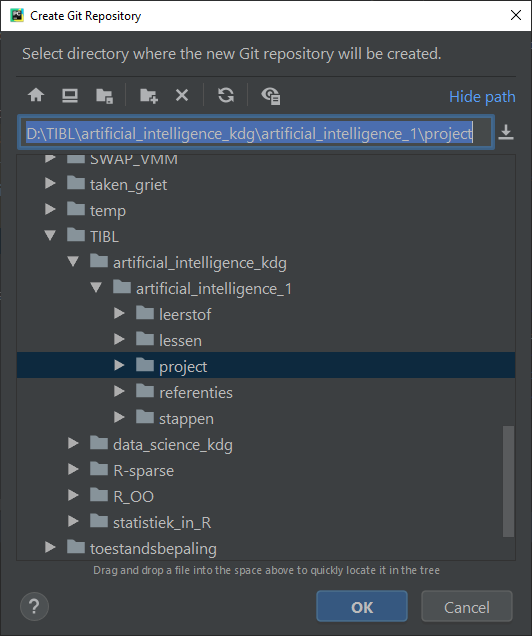 Create Git Repository
Select directory where the new Git repository will be created.
Hide path
D:\TIBL\artificial_intelligence_kdg\artificial_intelligence_1\project
SWAP_VMM
taken_griet
temp
TIBL
artificial_intelligence_kdg
artificial_intelligence_1
leerstof
lessen
project
referenties
stappen
data_science_kdg
R-sparse
R_OO
statistiek_in_R
toestandsbepaling
Drag and drop a file into the space above to quickly locate it in the tree
?
OK
Cancel